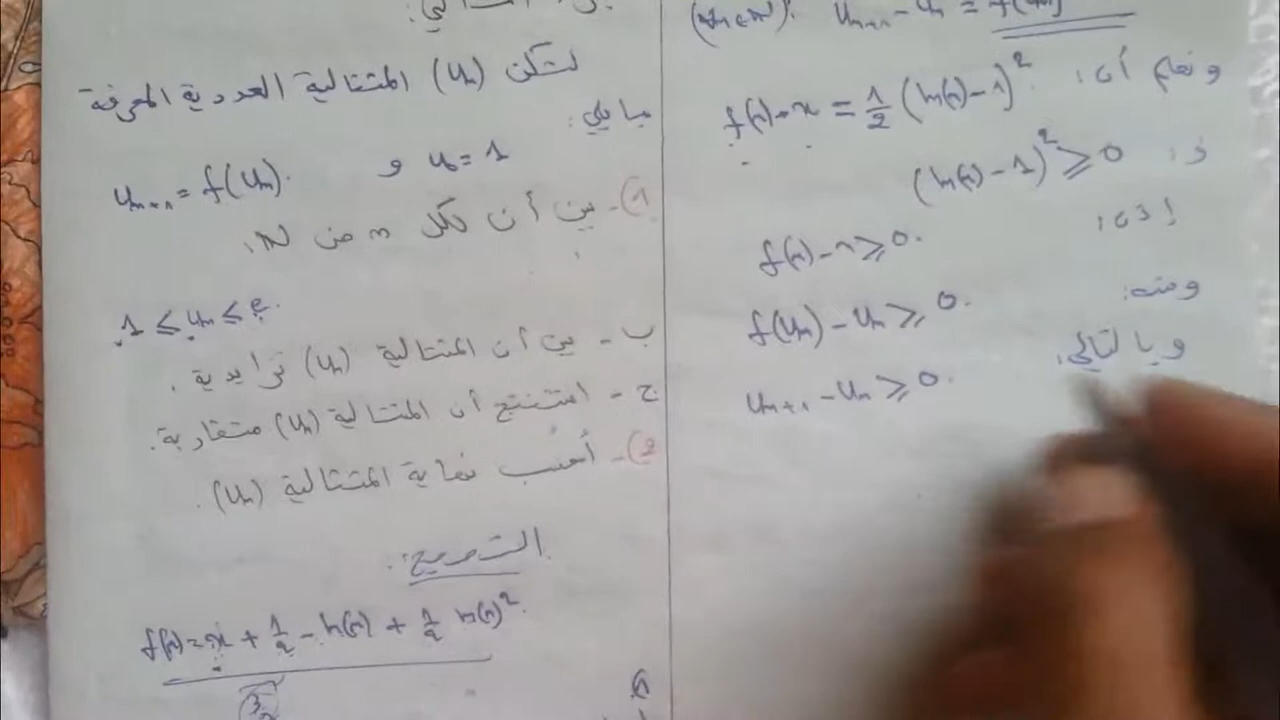 لتكن (Un) المتتالية العددية المعرفة
بما يلي:
U0 = 1 و Un+1 = f(Un).
1)- بين أن لكل n من IN.
1 ≤ Un ≤ e.
ب - بين أن المتتالية (Un) تزايدية.
ج - استنتج أن المتتالية (Un) متقاربة.
2)- أحسب نهاية المتتالية (Un).
التصحيح:
f(x) = x + 1/2 - ln(x) + 1/2 ln(x)².
(∀n∈IN): Un+1 - Un = f(Un)
ونعلم أن: f(x) - x = 1/2 (ln(x) - 1)²
و: (ln(x) - 1)² ≥ 0
إذن: f(x) - x ≥ 0.
ومنه: f(Un) - Un ≥ 0.
وبالتالي: Un+1 - Un ≥ 0.